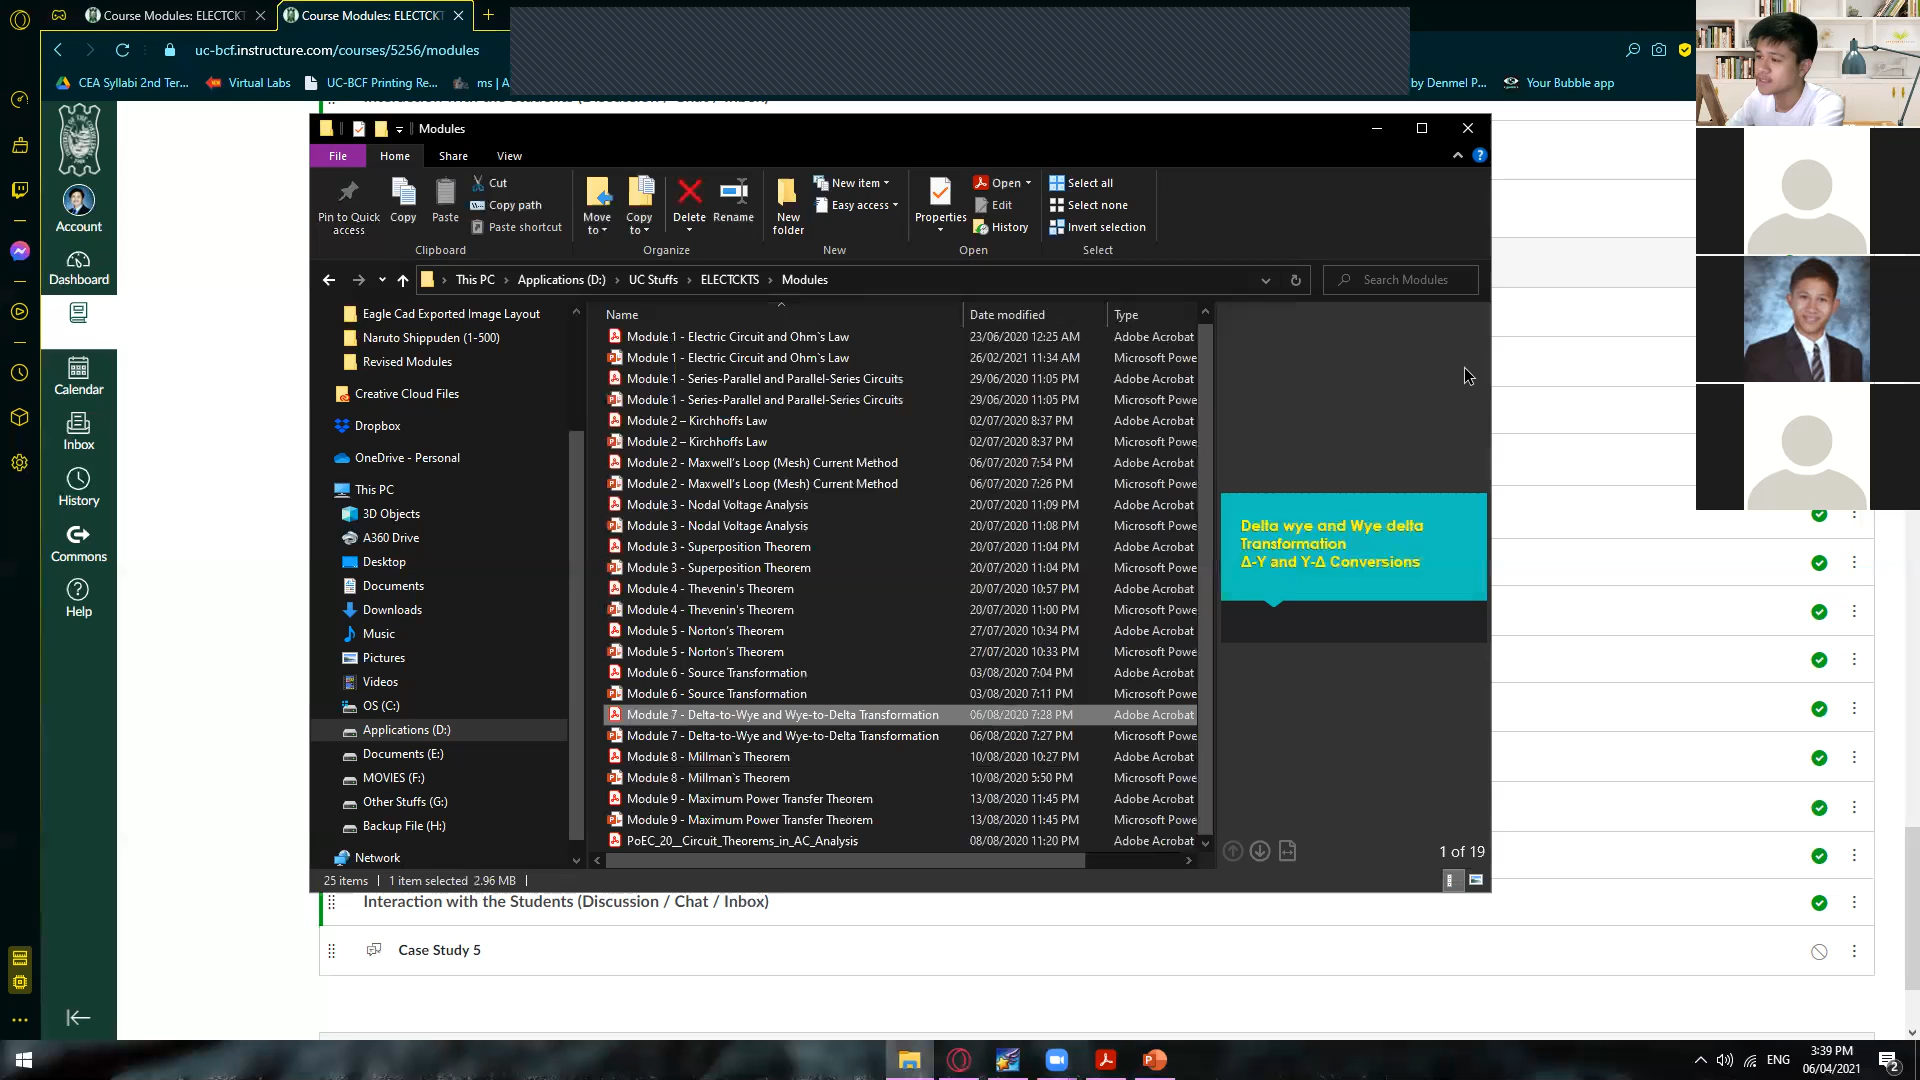 Course Modules: ELECTCKT
Course Modules: ELECTCKT
uc-bcf.instructure.com/courses/5256/modules
CEA Syllabi 2nd Ter...
Virtual Labs
UC-BCF Printing Re...
ms | A
by Denmel P...
Your Bubble app
Account
Dashboard
Calendar
Inbox
History
Commons
Help
Modules
File
Home
Share
View
Pin to Quick access
Copy
Paste
Cut
Copy path
Paste shortcut
Clipboard
Move to
Copy to
Delete
Rename
Organize
New folder
New item
Easy access
New
Properties
Open
Edit
History
Open
Select all
Select none
Invert selection
Select
This PC > Applications (D:) > UC Stuffs > ELECTCKTS > Modules
Search Modules
Eagle Cad Exported Image Layout
Naruto Shippuden (1-500)
Revised Modules
Creative Cloud Files
Dropbox
OneDrive - Personal
This PC
3D Objects
A360 Drive
Desktop
Documents
Downloads
Music
Pictures
Videos
OS (C:)
Applications (D:)
Documents (E:)
MOVIES (F:)
Other Stuffs (G:)
Backup File (H:)
Network
Name Date modified Type
Module 1 - Electric Circuit and Ohm`s Law 23/06/2020 12:25 AM Adobe Acrobat
Module 1 - Electric Circuit and Ohm`s Law 26/02/2021 11:34 AM Microsoft Powe
Module 1 - Series-Parallel and Parallel-Series Circuits 29/06/2020 11:05 PM Adobe Acrobat
Module 1 - Series-Parallel and Parallel-Series Circuits 29/06/2020 11:05 PM Microsoft Powe
Module 2 – Kirchhoffs Law 02/07/2020 8:37 PM Adobe Acrobat
Module 2 – Kirchhoffs Law 02/07/2020 8:37 PM Microsoft Powe
Module 2 - Maxwell's Loop (Mesh) Current Method 06/07/2020 7:54 PM Adobe Acrobat
Module 2 - Maxwell's Loop (Mesh) Current Method 06/07/2020 7:26 PM Microsoft Powe
Module 3 - Nodal Voltage Analysis 20/07/2020 11:09 PM Adobe Acrobat
Module 3 - Nodal Voltage Analysis 20/07/2020 11:08 PM Microsoft Powe
Module 3 - Superposition Theorem 20/07/2020 11:04 PM Adobe Acrobat
Module 3 - Superposition Theorem 20/07/2020 11:04 PM Microsoft Powe
Module 4 - Thevenin's Theorem 20/07/2020 10:57 PM Adobe Acrobat
Module 4 - Thevenin's Theorem 20/07/2020 11:00 PM Microsoft Powe
Module 5 - Norton's Theorem 27/07/2020 10:34 PM Adobe Acrobat
Module 5 - Norton's Theorem 27/07/2020 10:33 PM Microsoft Powe
Module 6 - Source Transformation 03/08/2020 7:04 PM Adobe Acrobat
Module 6 - Source Transformation 03/08/2020 7:11 PM Microsoft Powe
Module 7 - Delta-to-Wye and Wye-to-Delta Transformation 06/08/2020 7:28 PM Adobe Acrobat
Module 7 - Delta-to-Wye and Wye-to-Delta Transformation 06/08/2020 7:27 PM Microsoft Powe
Module 8 - Millman`s Theorem 10/08/2020 10:27 PM Adobe Acrobat
Module 8 - Millman`s Theorem 10/08/2020 5:50 PM Microsoft Powe
Module 9 - Maximum Power Transfer Theorem 13/08/2020 11:45 PM Adobe Acrobat
Module 9 - Maximum Power Transfer Theorem 13/08/2020 11:45 PM Microsoft Powe
PoEC_20__Circuit_Theorems_in_AC_Analysis 08/08/2020 11:20 PM Adobe Acrobat
Delta wye and Wye delta
Transformation
Δ-Y and Y-Δ Conversions
1 of 19
25 items
1 item selected 2.96 MB
Interaction with the Students (Discussion / Chat / Inbox)
Case Study 5
ENG
3:39 PM
06/04/2021
2